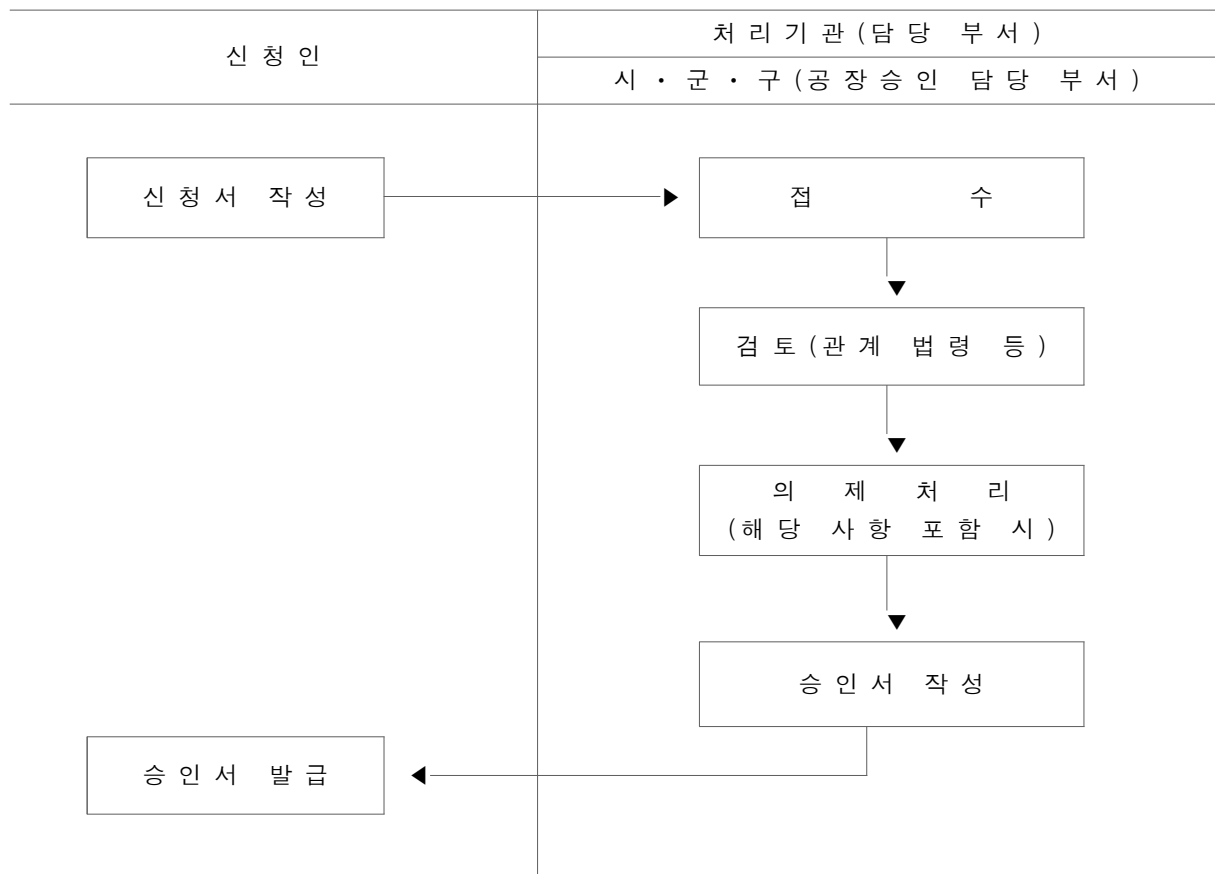 신청인
처리기관(담당 부서)
시・군・구(공장승인 담당 부서)
신청서 작성
접 수
검토(관계 법령 등)
의 제 처 리
(해당 사항 포함 시)
승인서 작성
승인서 발급